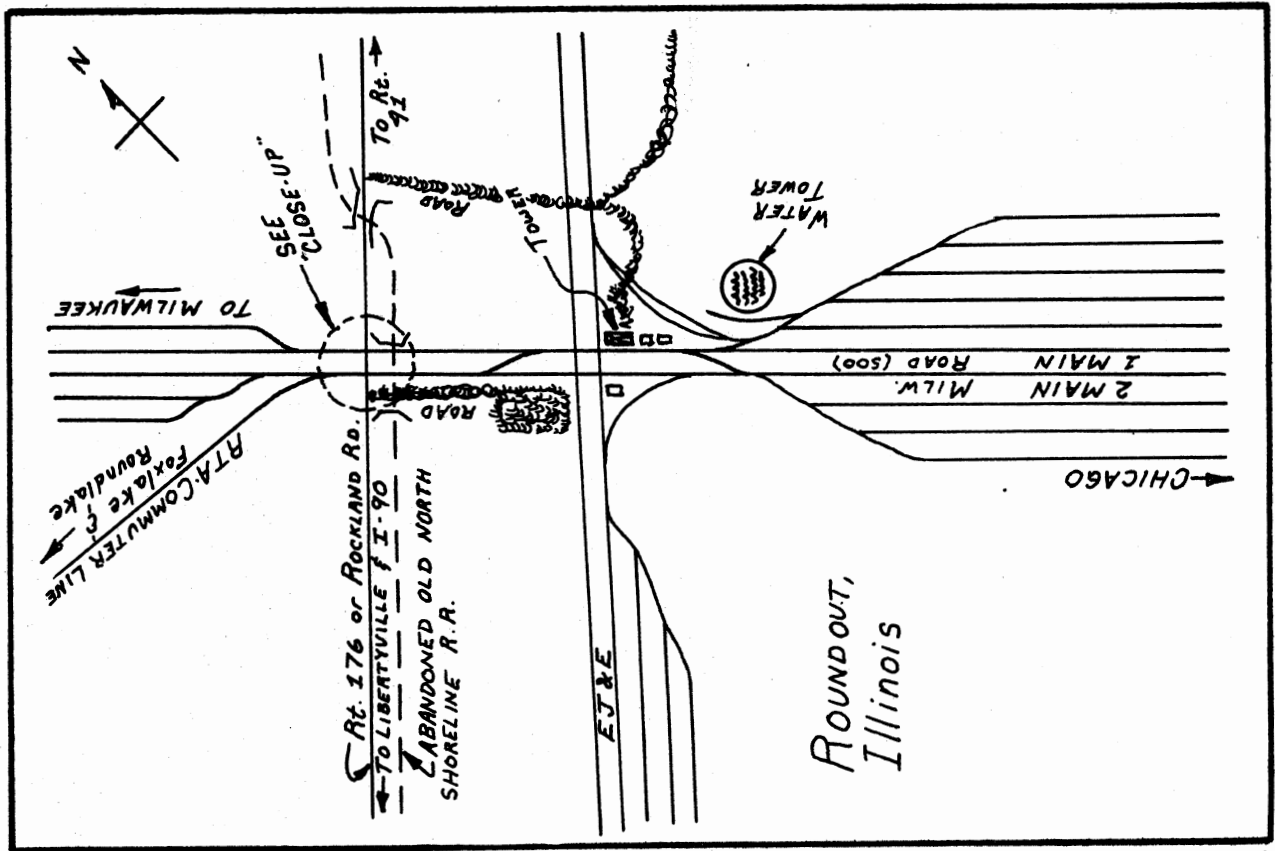 N
SEE
"CLOSE-UP"
TO Rt.
41
ROAD
TOWER
WATER
TOWER
TO MILWAUKEE
1 MAIN ROAD (SOO)
2 MAIN MILW.
ROAD
CHICAGO
RTA-COMMUTER LINE
Foxlake &
Roundlake
Rt. 176 or ROCKLAND RD.
TO LIBERTYVILLE & I-90
ABANDONED OLD NORTH
SHORELINE R.R.
EJ&E
ROUNDOUT,
Illinois